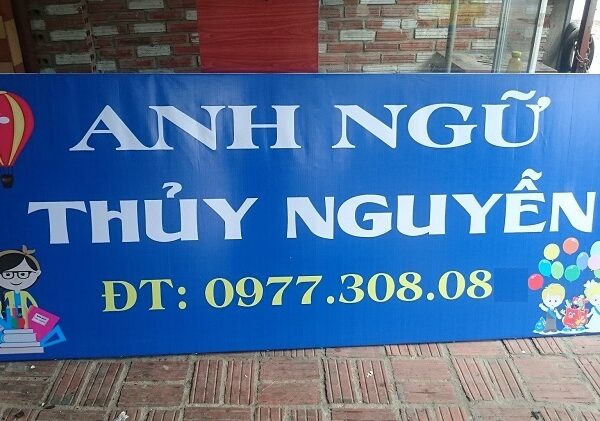 ANH NGỮ
THỦY NGUYỄN
ĐT: 0977.308.08